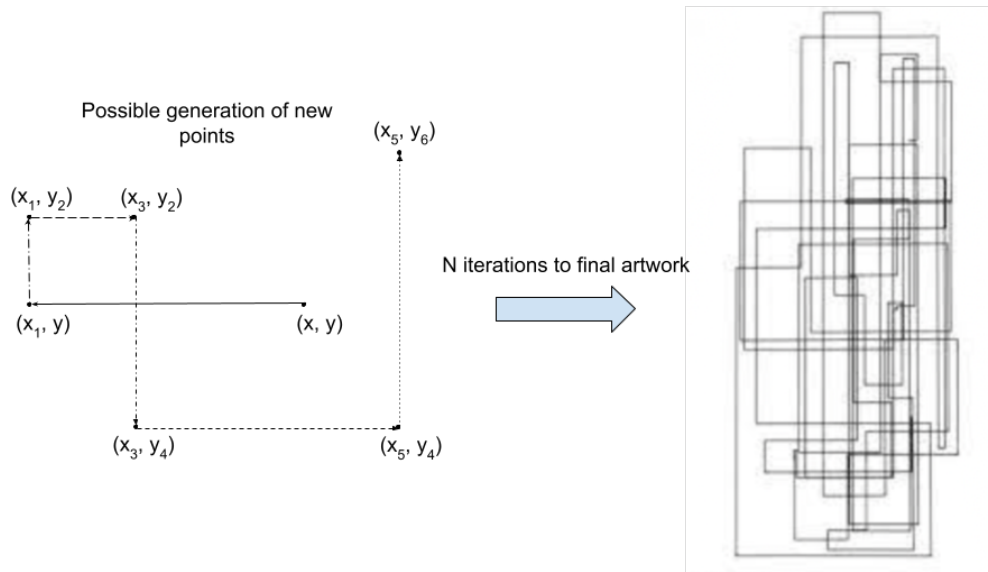 Possible generation of new
points
(x₅, y₆)
(x₁, y₂)
(x₃, y₂)
N iterations to final artwork
(x₁, y)
(x, y)
(x₃, y₄)
(x₅, y₄)